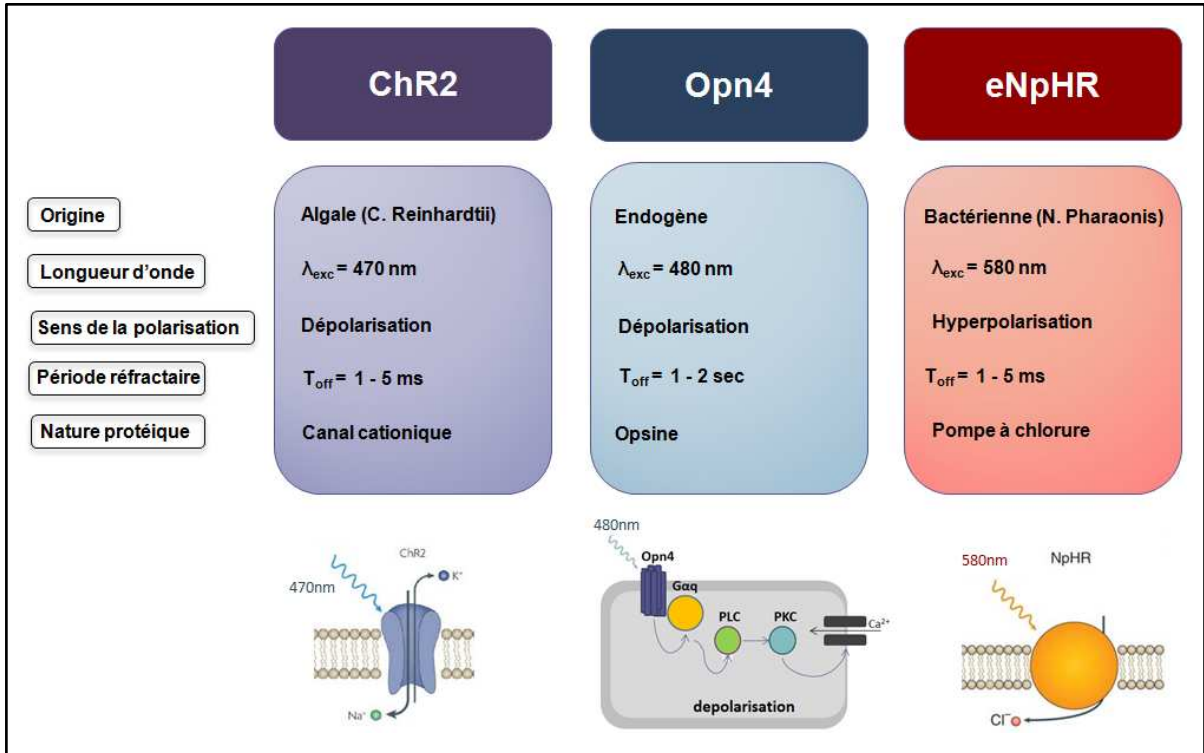 ChR2
Opn4
eNpHR
Origine
Algale (C. Reinhardtii)
Endogène
Bactérienne (N. Pharaonis)
Longueur d'onde
λexc = 470 nm
λexc = 480 nm
λexc = 580 nm
Sens de la polarisation
Dépolarisation
Dépolarisation
Hyperpolarisation
Période réfractaire
Toff = 1 - 5 ms
Toff = 1 - 2 sec
Toff = 1 - 5 ms
Nature protéique
Canal cationique
Opsine
Pompe à chlorure
470nm
ChR2
K⁺
Na⁺
480nm
Opn4
Gαq
PLC
PKC
Ca²⁺
depolarisation
580nm
NpHR
Cl⁻